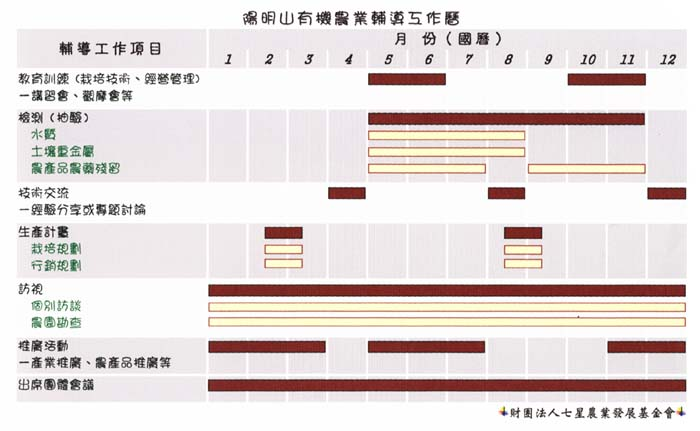 陽明山有機農業輔導工作曆
輔導工作項目
月 份（國曆）
1 2 3 4 5 6 7 8 9 10 11 12
教育訓練（栽培技術、經營管理）
－講習會、觀摩會等
檢測（抽驗）
水質
土壤重金屬
農產品農藥殘留
技術交流
－經驗分享或專題討論
生產計畫
栽培規劃
行銷規劃
訪視
個別訪談
農園勘查
推廣活動
－產業推廣、農產品推廣等
出席團體會議
財團法人七星農業發展基金會